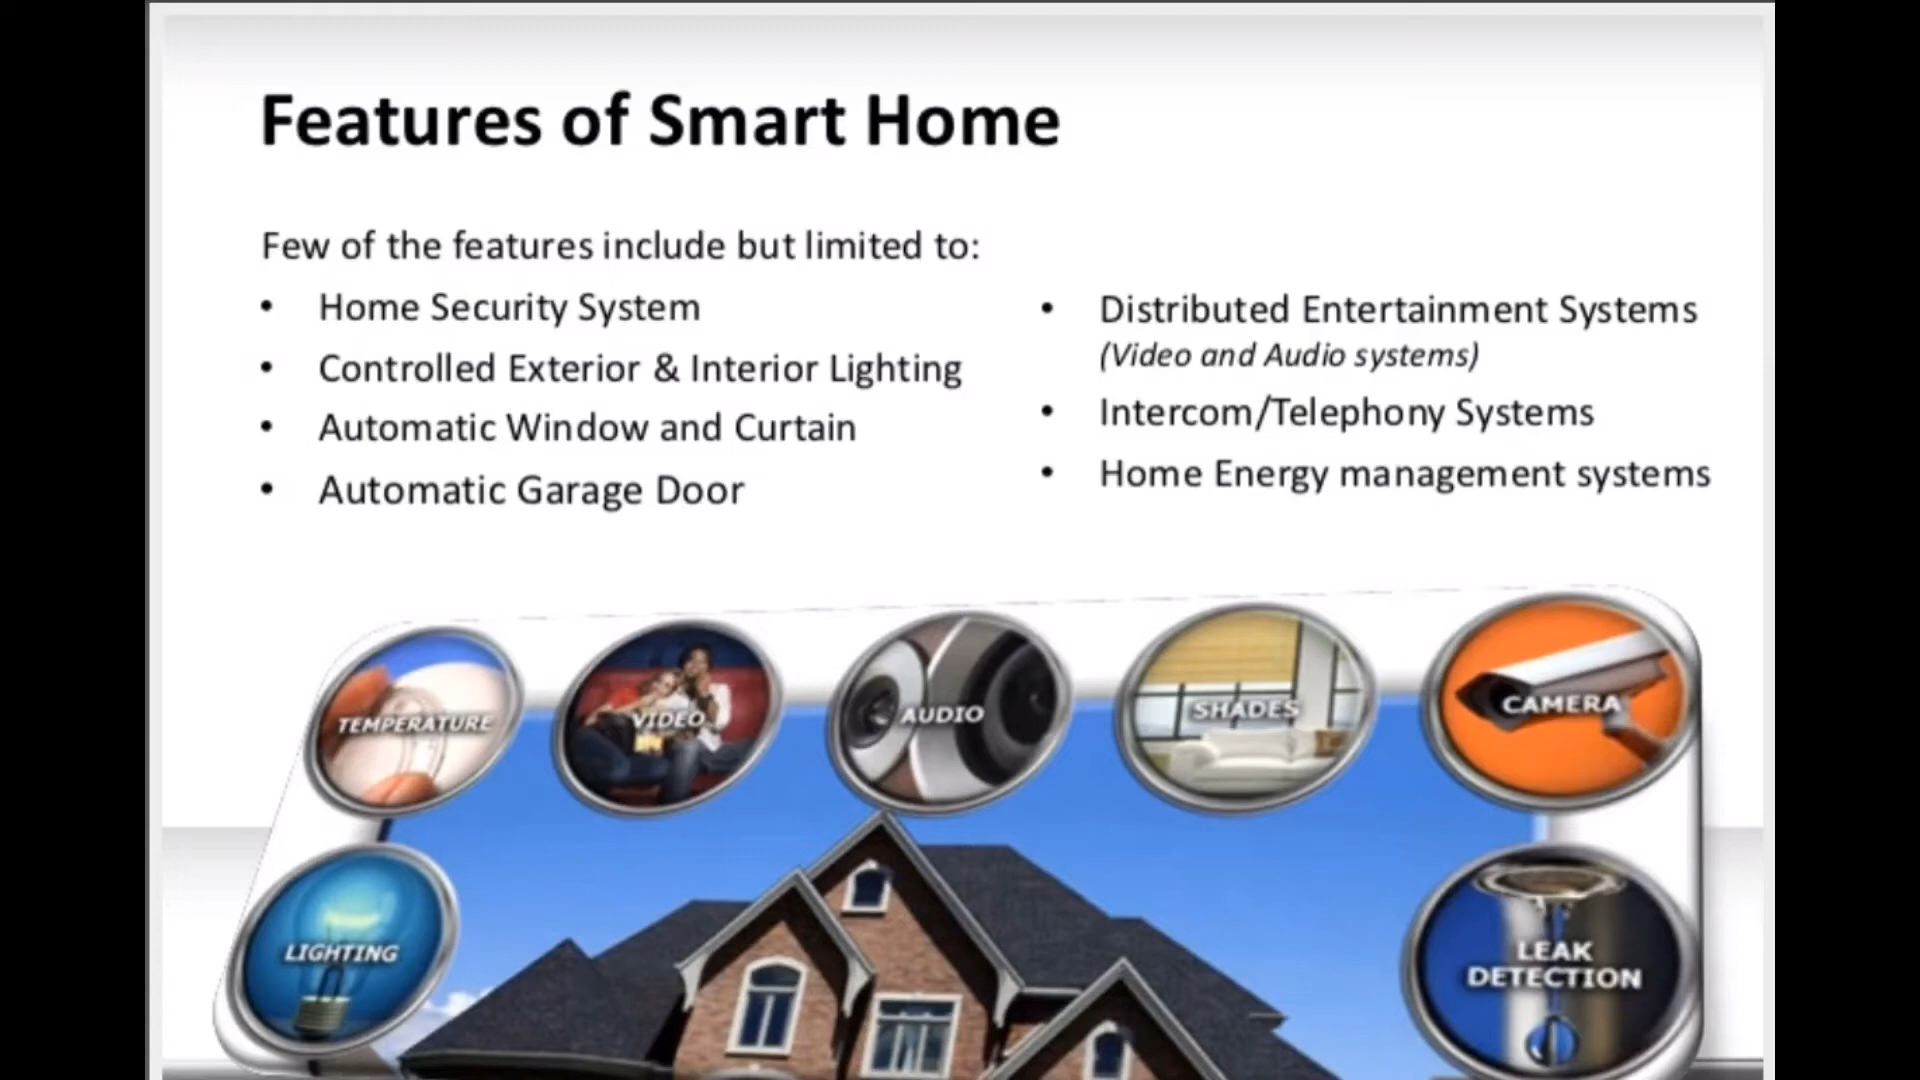 Features of Smart Home
Few of the features include but limited to:
• Home Security System
• Controlled Exterior & Interior Lighting
• Automatic Window and Curtain
• Automatic Garage Door
• Distributed Entertainment Systems
(Video and Audio systems)
• Intercom/Telephony Systems
• Home Energy management systems
TEMPERATURE
VIDEO
AUDIO
SHADES
CAMERA
LIGHTING
LEAK
DETECTION